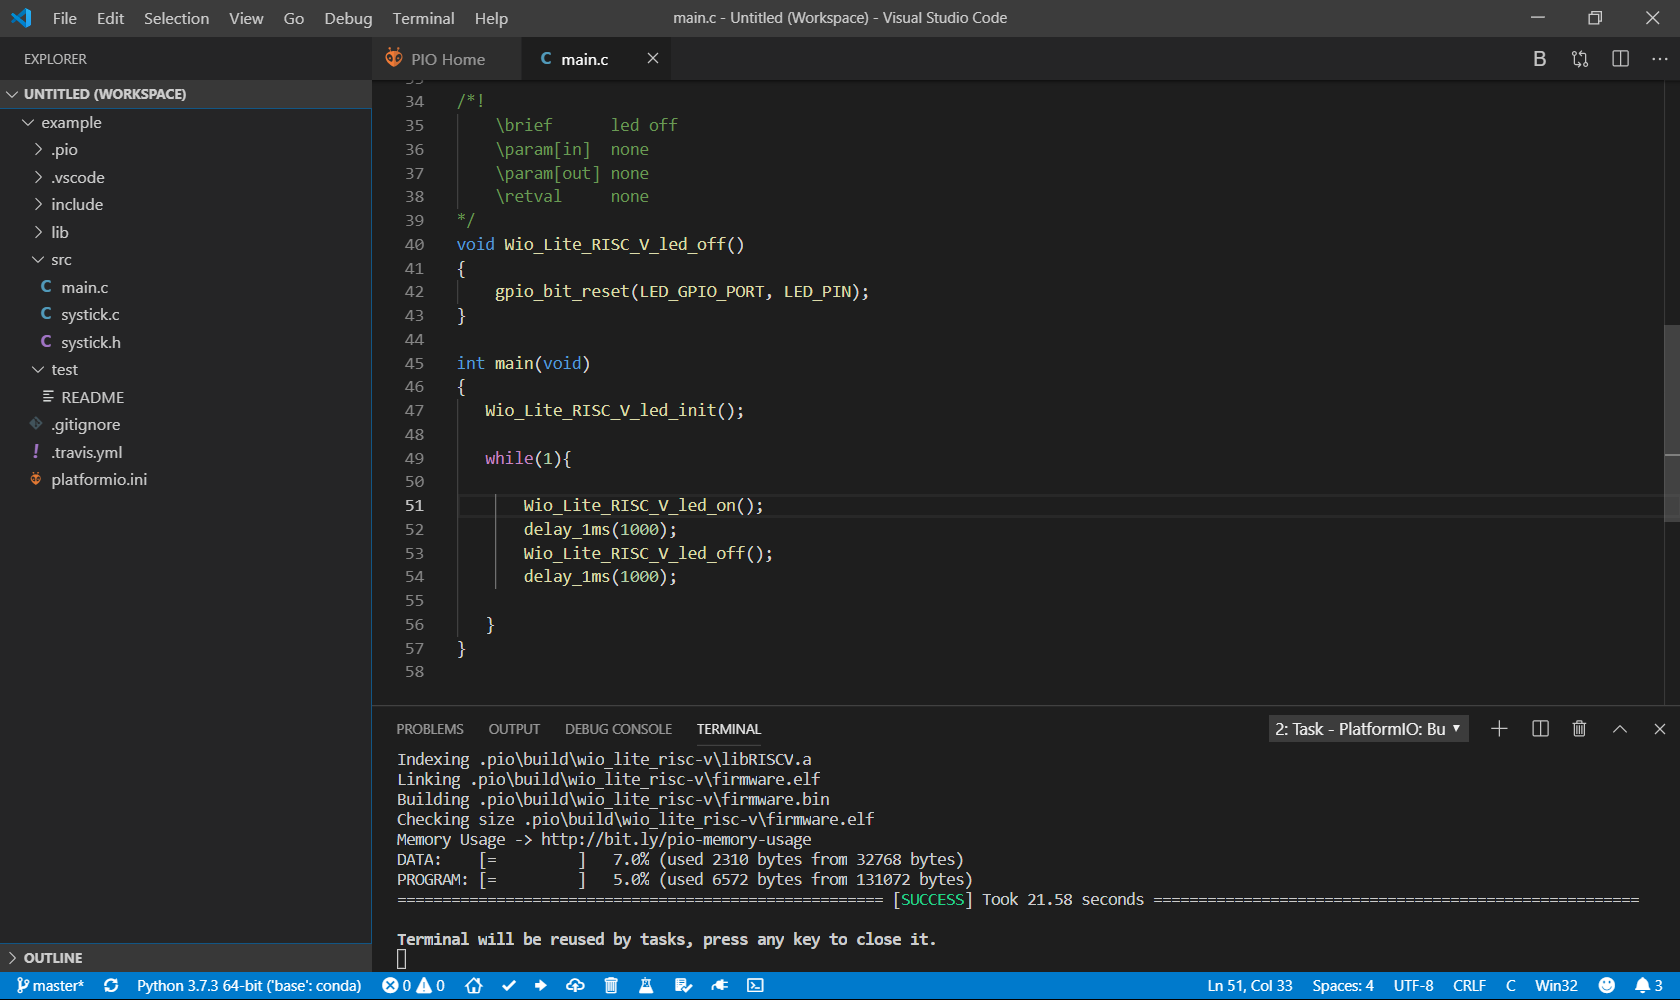 File Edit Selection View Go Debug Terminal Help
main.c - Untitled (Workspace) - Visual Studio Code
EXPLORER
UNTITLED (WORKSPACE)
example
.pio
.vscode
include
lib
src
C main.c
C systick.c
C systick.h
test
README
.gitignore
! .travis.yml
platformio.ini
OUTLINE
PIO Home
C main.c
B
34 /*!
35 \brief led off
36 \param[in] none
37 \param[out] none
38 \retval none
39 */
40 void Wio_Lite_RISC_V_led_off()
41 {
42 gpio_bit_reset(LED_GPIO_PORT, LED_PIN);
43 }
44
45 int main(void)
46 {
47 Wio_Lite_RISC_V_led_init();
48
49 while(1){
50
51 Wio_Lite_RISC_V_led_on();
52 delay_1ms(1000);
53 Wio_Lite_RISC_V_led_off();
54 delay_1ms(1000);
55
56 }
57 }
58
PROBLEMS OUTPUT DEBUG CONSOLE TERMINAL
2: Task - PlatformIO: Bu
Indexing .pio\build\wio_lite_risc-v\libRISCV.a
Linking .pio\build\wio_lite_risc-v\firmware.elf
Building .pio\build\wio_lite_risc-v\firmware.bin
Checking size .pio\build\wio_lite_risc-v\firmware.elf
Memory Usage -> http://bit.ly/pio-memory-usage
DATA: [= ] 7.0% (used 2310 bytes from 32768 bytes)
PROGRAM: [= ] 5.0% (used 6572 bytes from 131072 bytes)
====================================================== [SUCCESS] Took 21.58 seconds ======================================================
Terminal will be reused by tasks, press any key to close it.
master* Python 3.7.3 64-bit ('base': conda) 0 0 Ln 51, Col 33 Spaces: 4 UTF-8 CRLF C Win32 3